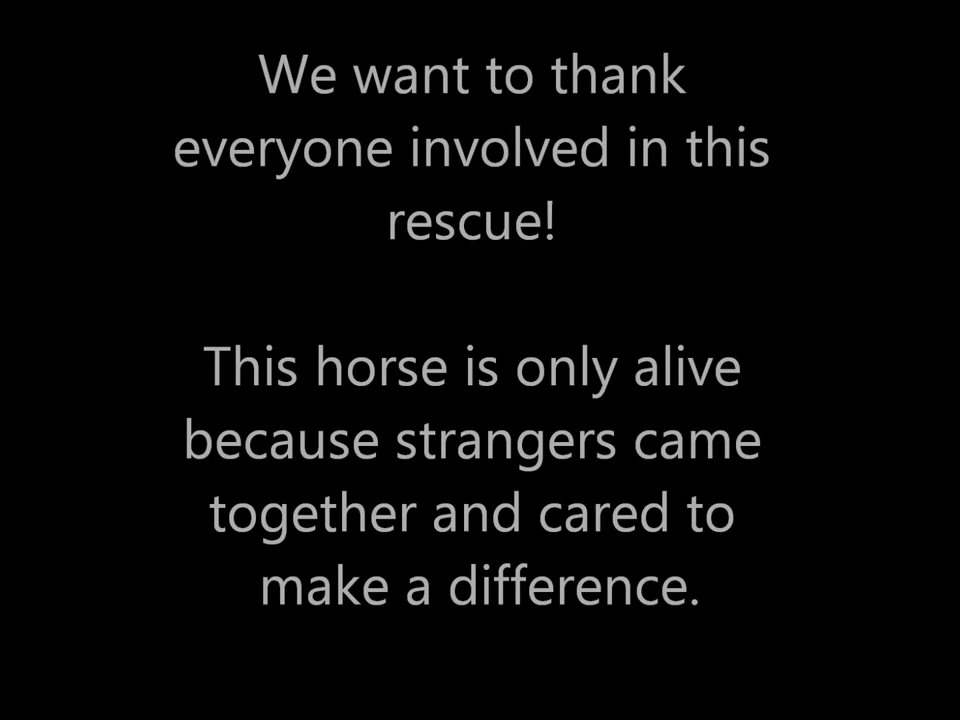 We want to thank
everyone involved in this
rescue!
This horse is only alive
because strangers came
together and cared to
make a difference.